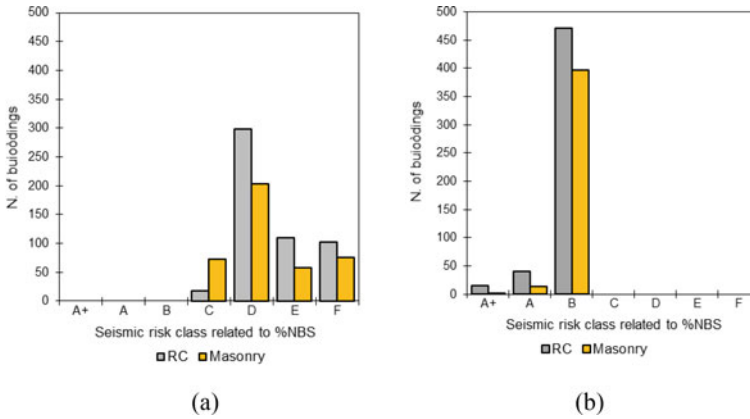 500
450
400
350
300
250
200
150
100
50
0
N. of buioòdings
A+ A B C D E F
Seismic risk class related to %NBS
RC Masonry
(a)
500
450
400
350
300
250
200
150
100
50
0
N. of buioòdings
A+ A B C D E F
Seismic risk class related to %NBS
RC Masonry
(b)